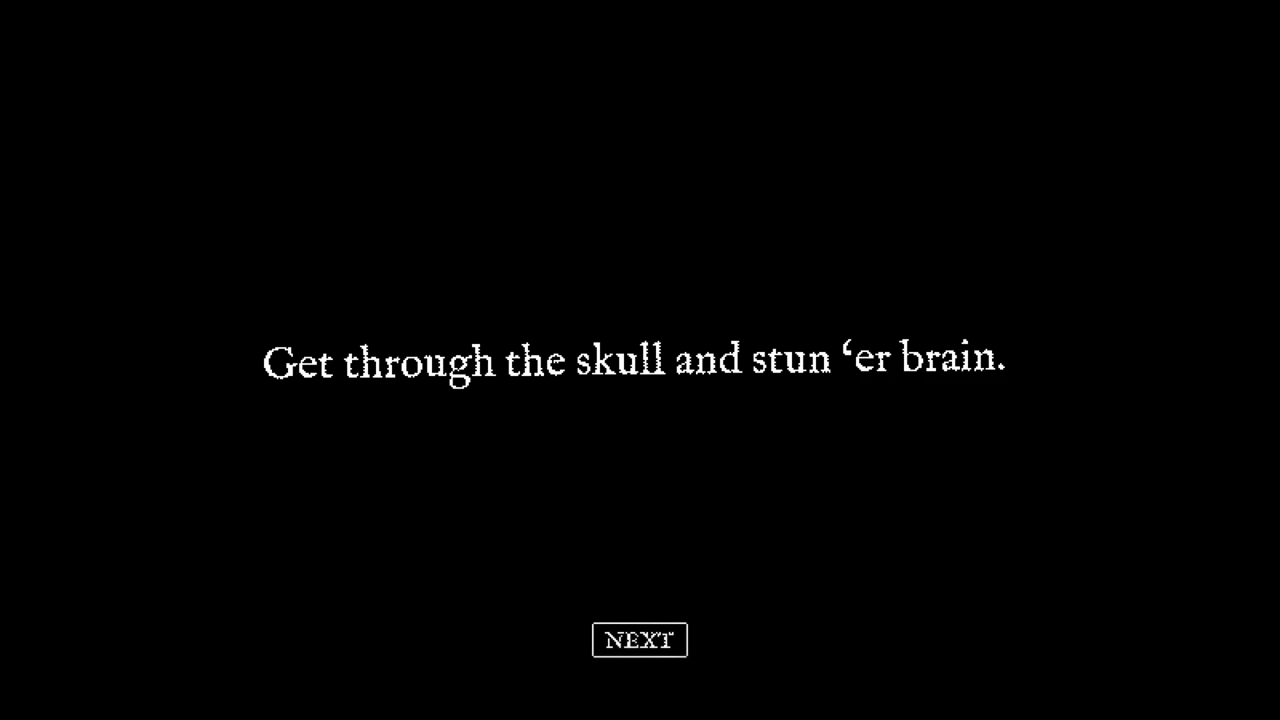 Get through the skull and stun ‘er brain.
NEXT